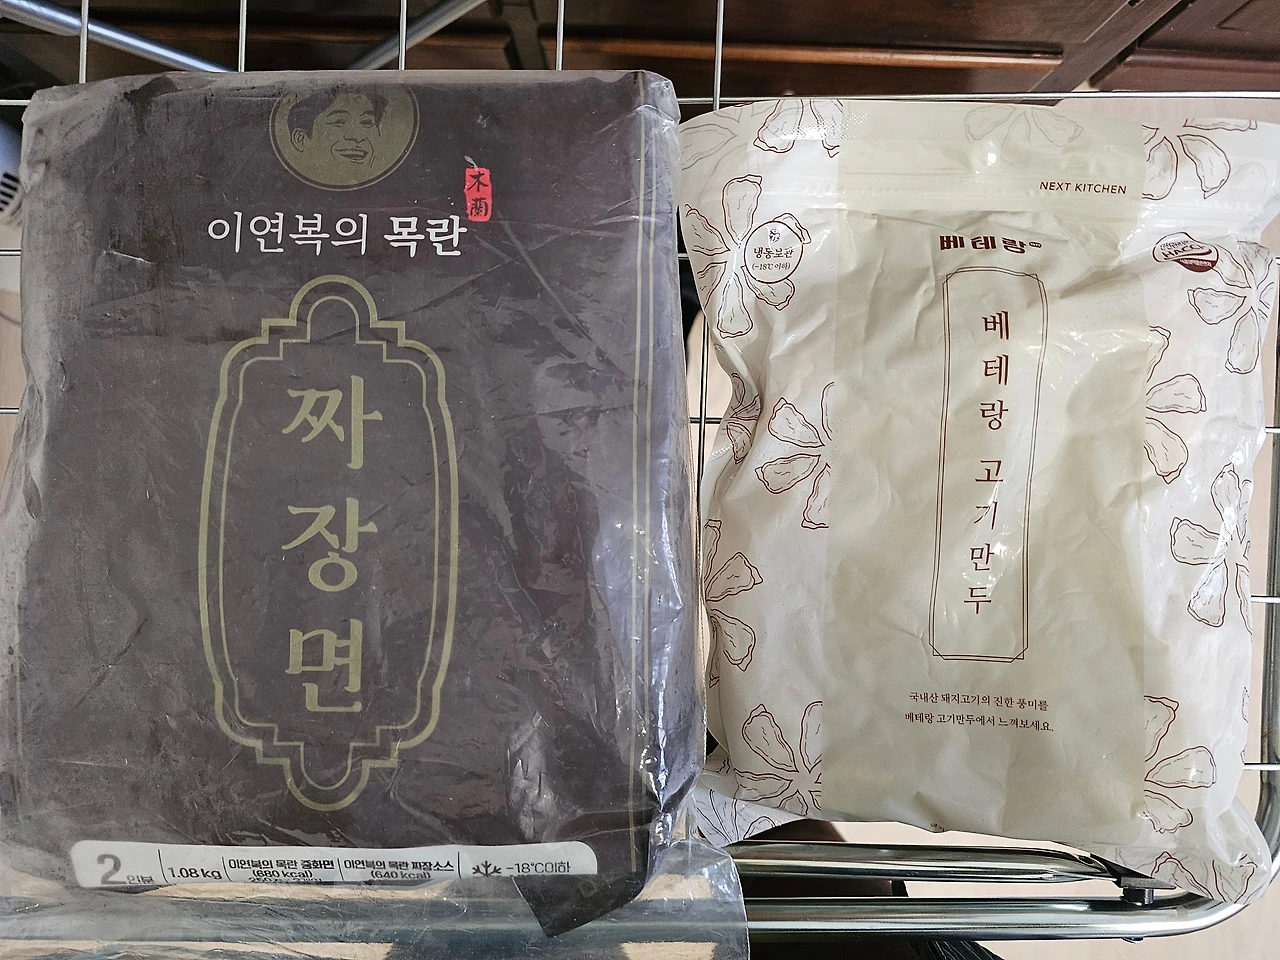 木蘭
이연복의 목란
짜장면
2인분
1.08kg
이연복의 목란 중화면
(680 kcal)
이연복의 목란 짜장소스
(640 kcal)
-18℃이하
NEXT KITCHEN
냉동보관
(-18℃ 이하)
베테랑
HACCP
베테랑 고기만두
국내산 돼지고기의 진한 풍미를
베테랑 고기만두에서 느껴보세요.